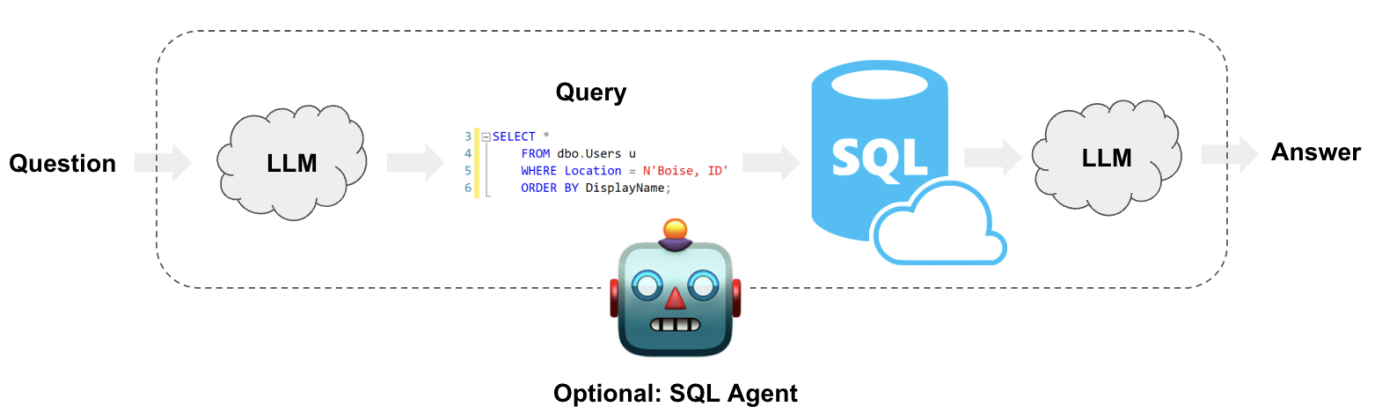 Question
LLM
Query
3 SELECT *
4 FROM dbo.Users u
5 WHERE Location = N'Boise, ID'
6 ORDER BY DisplayName;
SQL
LLM
Answer
Optional: SQL Agent